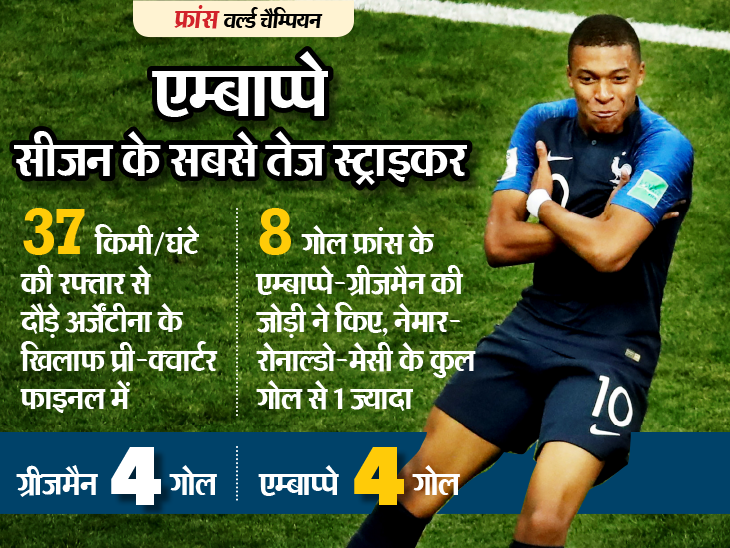 फ्रांस वर्ल्ड चैम्पियन
एम्बाप्पे
सीजन के सबसे तेज स्ट्राइकर
37 किमी/घंटे
की रफ्तार से
दौड़े अर्जेंटीना के
खिलाफ प्री-क्वार्टर
फाइनल में
8 गोल फ्रांस के
एम्बाप्पे-ग्रीजमैन की
जोड़ी ने किए, नेमार-
रोनाल्डो-मेसी के कुल
गोल से 1 ज्यादा
10
ग्रीजमैन 4 गोल
एम्बाप्पे 4 गोल